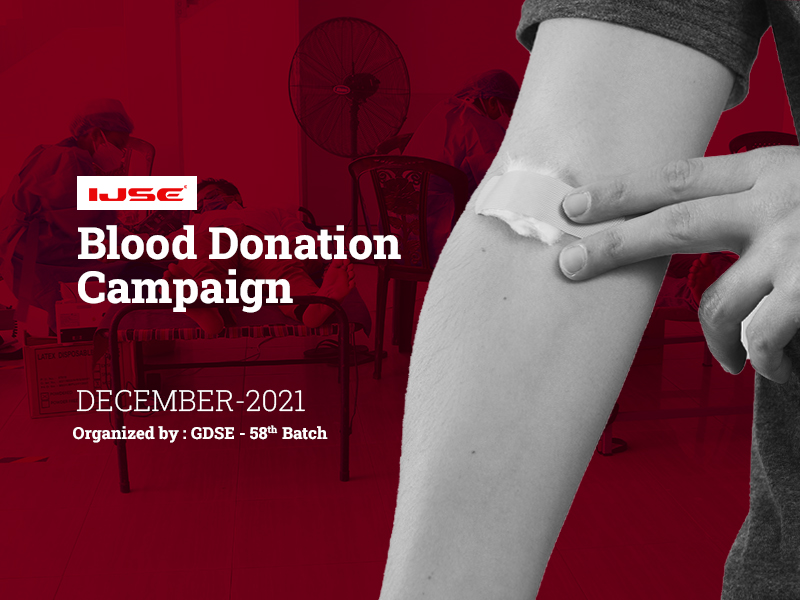 IJSE
Blood Donation
Campaign
DECEMBER-2021
Organized by : GDSE - 58th Batch